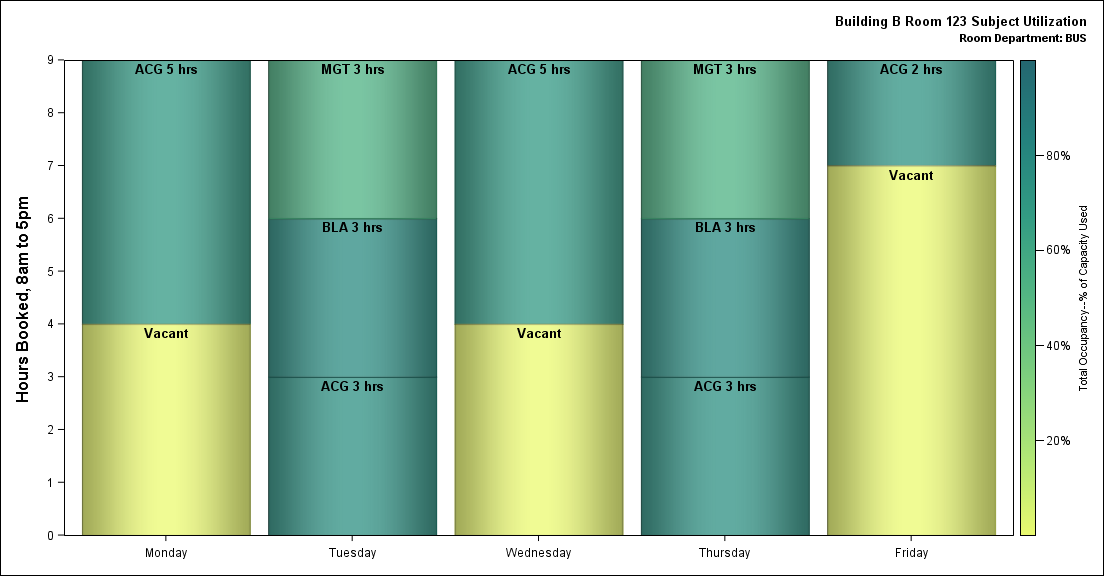 Building B Room 123 Subject Utilization
Room Department: BUS
Hours Booked, 8am to 5pm
9
8
7
6
5
4
3
2
1
0
ACG 5 hrs
Vacant
MGT 3 hrs
BLA 3 hrs
ACG 3 hrs
ACG 5 hrs
Vacant
MGT 3 hrs
BLA 3 hrs
ACG 3 hrs
ACG 2 hrs
Vacant
Monday
Tuesday
Wednesday
Thursday
Friday
80%
60%
40%
20%
Total Occupancy--% of Capacity Used